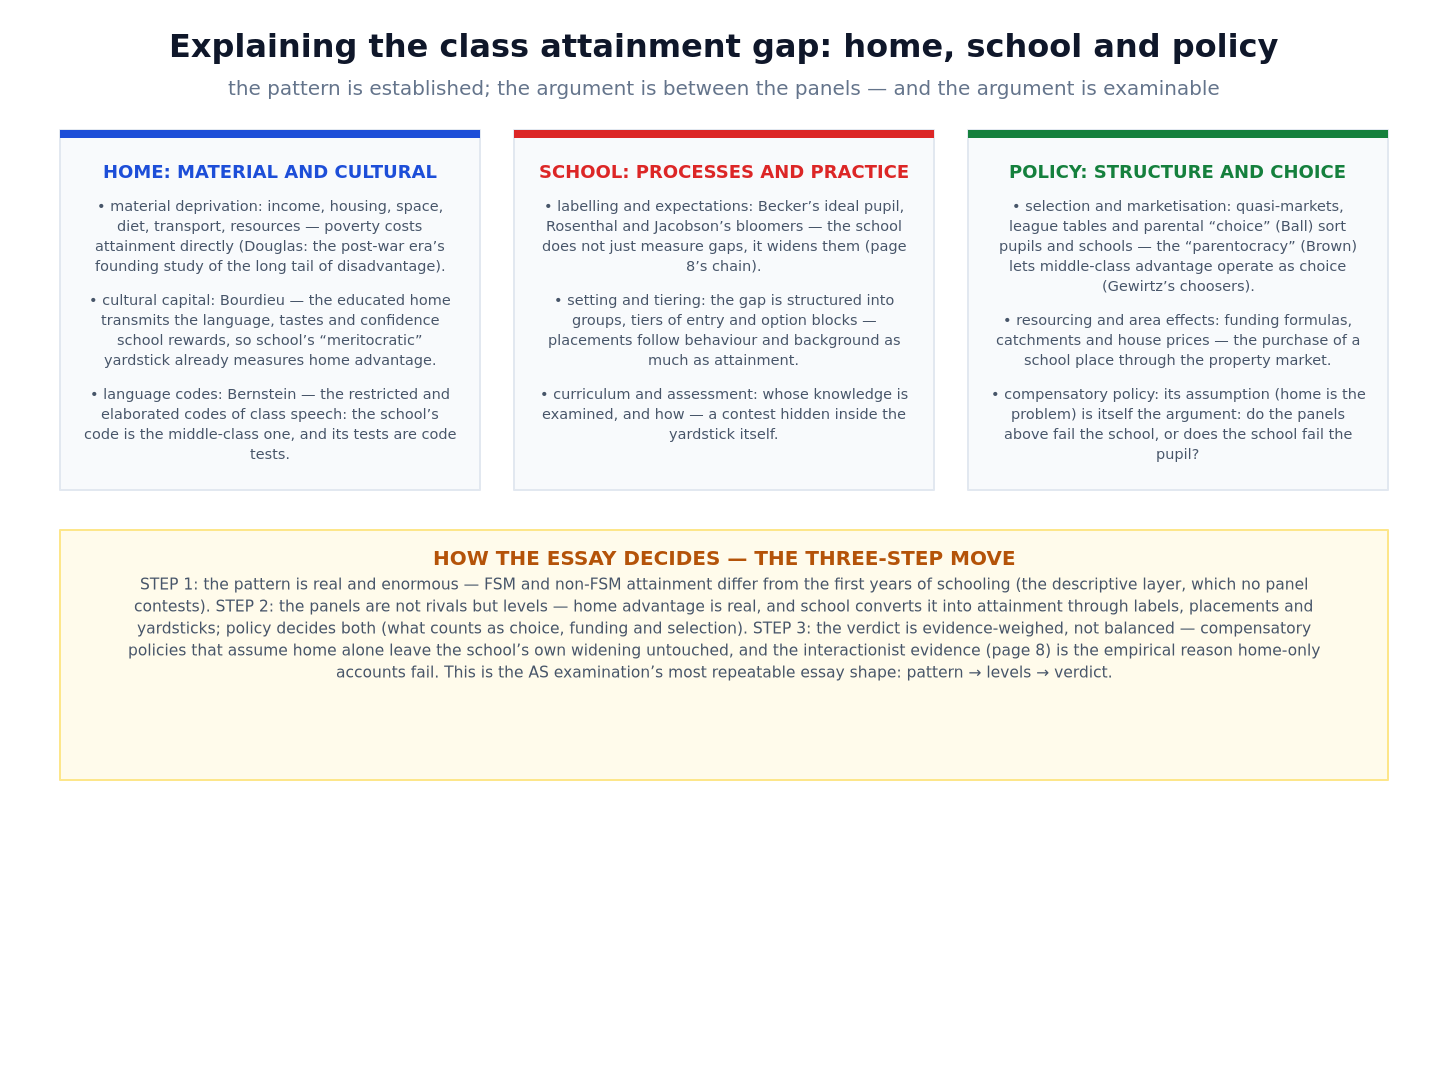 Explaining the class attainment gap: home, school and policy
the pattern is established; the argument is between the panels — and the argument is examinable
HOME: MATERIAL AND CULTURAL
• material deprivation: income, housing, space,
diet, transport, resources — poverty costs
attainment directly (Douglas: the post-war era’s
founding study of the long tail of disadvantage).
• cultural capital: Bourdieu — the educated home
transmits the language, tastes and confidence
school rewards, so school’s “meritocratic”
yardstick already measures home advantage.
• language codes: Bernstein — the restricted and
elaborated codes of class speech: the school’s
code is the middle-class one, and its tests are code
tests.
SCHOOL: PROCESSES AND PRACTICE
• labelling and expectations: Becker’s ideal pupil,
Rosenthal and Jacobson’s bloomers — the school
does not just measure gaps, it widens them (page
8’s chain).
• setting and tiering: the gap is structured into
groups, tiers of entry and option blocks —
placements follow behaviour and background as
much as attainment.
• curriculum and assessment: whose knowledge is
examined, and how — a contest hidden inside the
yardstick itself.
POLICY: STRUCTURE AND CHOICE
• selection and marketisation: quasi-markets,
league tables and parental “choice” (Ball) sort
pupils and schools — the “parentocracy” (Brown)
lets middle-class advantage operate as choice
(Gewirtz’s choosers).
• resourcing and area effects: funding formulas,
catchments and house prices — the purchase of a
school place through the property market.
• compensatory policy: its assumption (home is the
problem) is itself the argument: do the panels
above fail the school, or does the school fail the
pupil?
HOW THE ESSAY DECIDES — THE THREE-STEP MOVE
STEP 1: the pattern is real and enormous — FSM and non-FSM attainment differ from the first years of schooling (the descriptive layer, which no panel
contests). STEP 2: the panels are not rivals but levels — home advantage is real, and school converts it into attainment through labels, placements and
yardsticks; policy decides both (what counts as choice, funding and selection). STEP 3: the verdict is evidence-weighed, not balanced — compensatory
policies that assume home alone leave the school’s own widening untouched, and the interactionist evidence (page 8) is the empirical reason home-only
accounts fail. This is the AS examination’s most repeatable essay shape: pattern → levels → verdict.